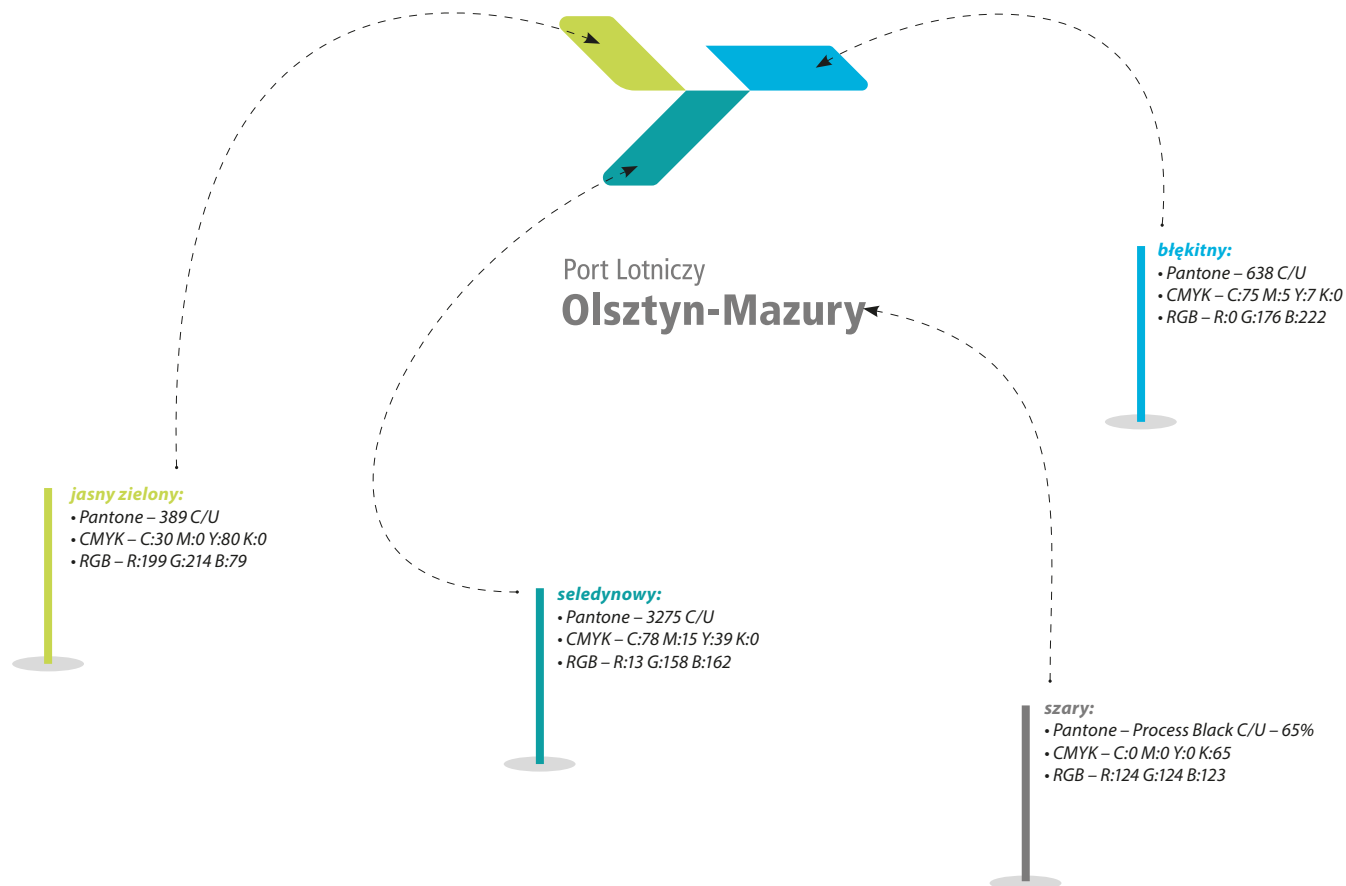 Port Lotniczy
Olsztyn-Mazury
błękitny:
• Pantone – 638 C/U
• CMYK – C:75 M:5 Y:7 K:0
• RGB – R:0 G:176 B:222
jasny zielony:
• Pantone – 389 C/U
• CMYK – C:30 M:0 Y:80 K:0
• RGB – R:199 G:214 B:79
seledynowy:
• Pantone – 3275 C/U
• CMYK – C:78 M:15 Y:39 K:0
• RGB – R:13 G:158 B:162
szary:
• Pantone – Process Black C/U – 65%
• CMYK – C:0 M:0 Y:0 K:65
• RGB – R:124 G:124 B:123